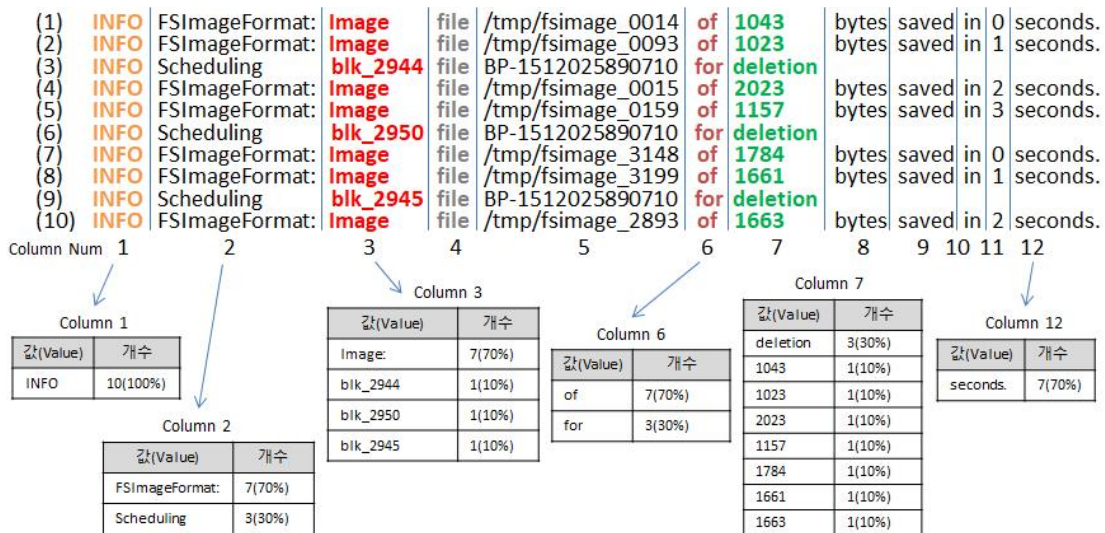 (1) INFO FSImageFormat: Image file /tmp/fsimage_0014 of 1043 bytes saved in 0 seconds.
(2) INFO FSImageFormat: Image file /tmp/fsimage_0093 of 1023 bytes saved in 1 seconds.
(3) INFO Scheduling blk_2944 file BP-1512025890710 for deletion
(4) INFO FSImageFormat: Image file /tmp/fsimage_0015 of 2023 bytes saved in 2 seconds.
(5) INFO FSImageFormat: Image file /tmp/fsimage_0159 of 1157 bytes saved in 3 seconds.
(6) INFO Scheduling blk_2950 file BP-1512025890710 for deletion
(7) INFO FSImageFormat: Image file /tmp/fsimage_3148 of 1784 bytes saved in 0 seconds.
(8) INFO FSImageFormat: Image file /tmp/fsimage_3199 of 1661 bytes saved in 1 seconds.
(9) INFO Scheduling blk_2945 file BP-1512025890710 for deletion
(10) INFO FSImageFormat: Image file /tmp/fsimage_2893 of 1663 bytes saved in 2 seconds.
Column Num 1 2 3 4 5 6 7 8 9 10 11 12
Column 1
값(Value) 개수
INFO 10(100%)
Column 2
값(Value) 개수
FSImageFormat: 7(70%)
Scheduling 3(30%)
Column 3
값(Value) 개수
Image: 7(70%)
blk_2944 1(10%)
blk_2950 1(10%)
blk_2945 1(10%)
Column 6
값(Value) 개수
of 7(70%)
for 3(30%)
Column 7
값(Value) 개수
deletion 3(30%)
1043 1(10%)
1023 1(10%)
2023 1(10%)
1157 1(10%)
1784 1(10%)
1661 1(10%)
1663 1(10%)
Column 12
값(Value) 개수
seconds. 7(70%)